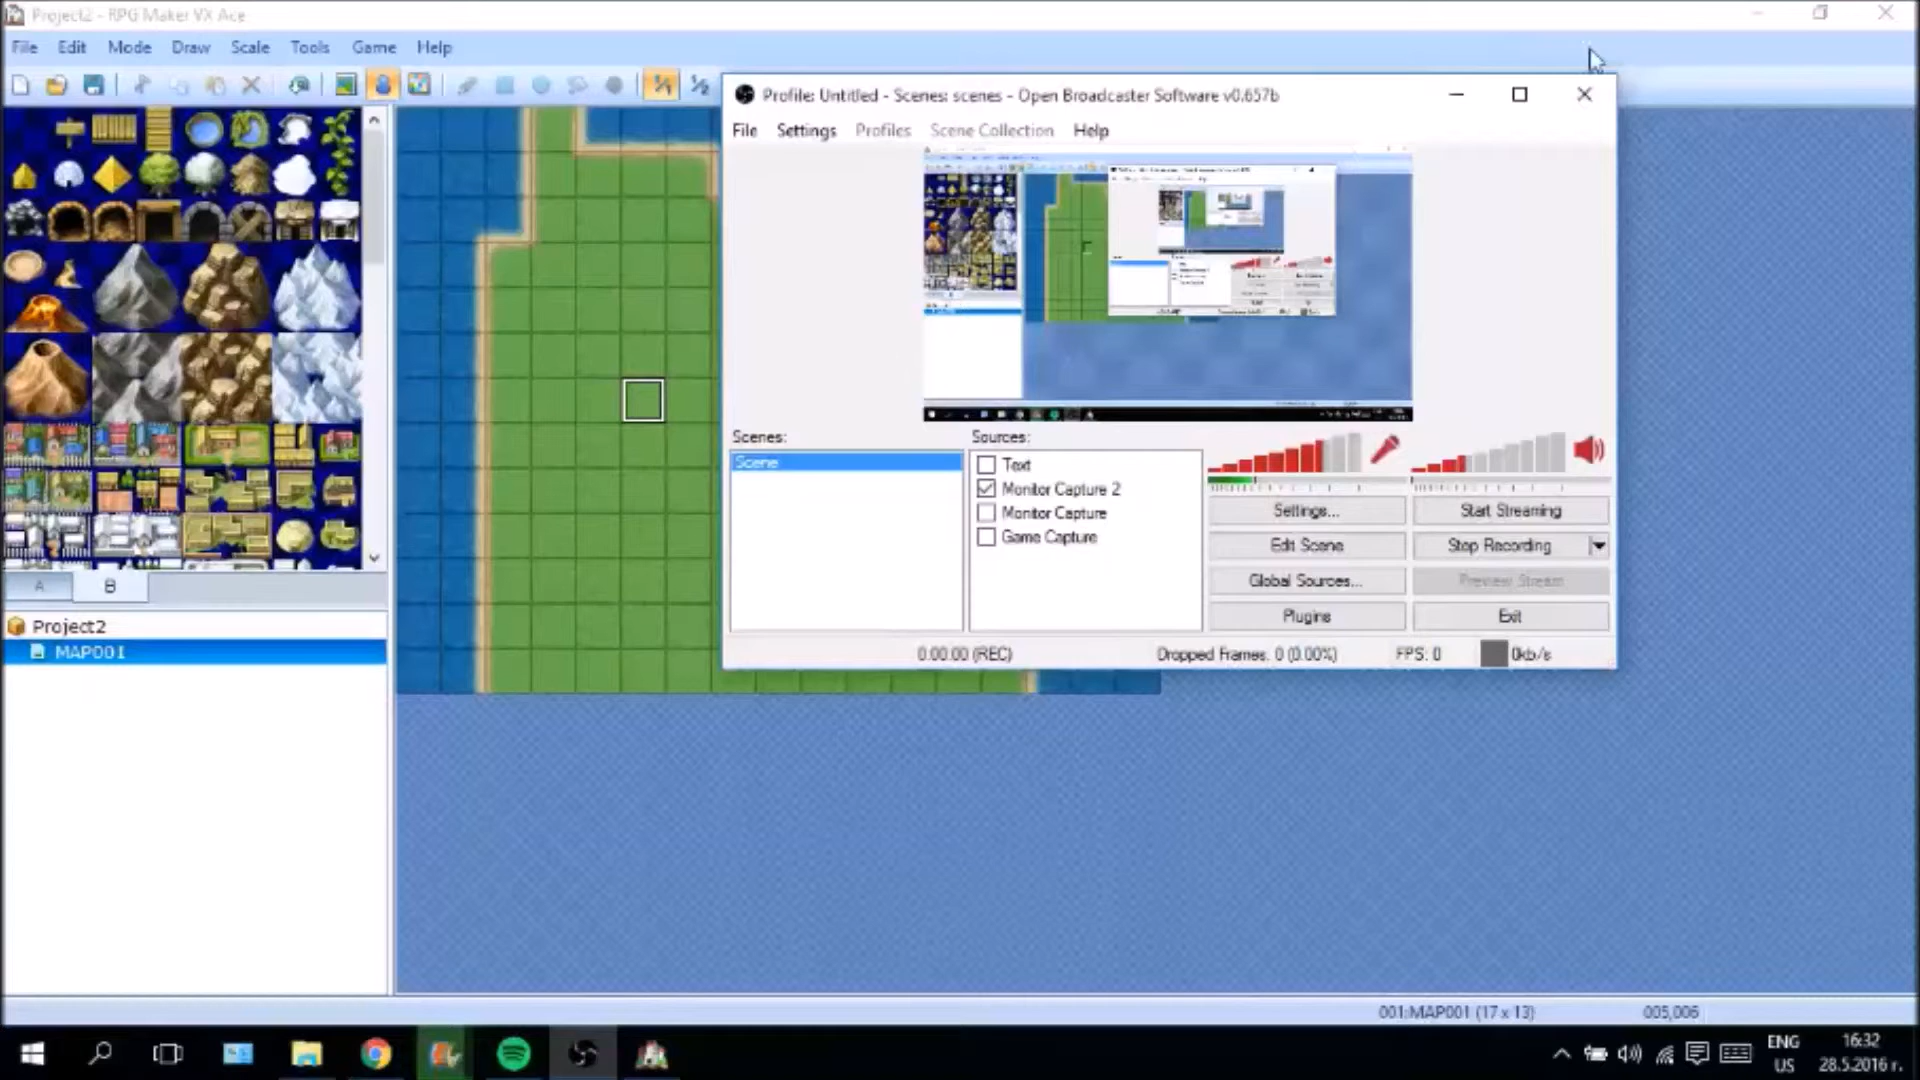 Project2 - RPG Maker VX Ace
File Edit Mode Draw Scale Tools Game Help
Profile: Untitled - Scenes: scenes - Open Broadcaster Software v0.657b
File Settings Profiles Scene Collection Help
Scenes:
Scene
Sources:
Text
Monitor Capture 2
Monitor Capture
Game Capture
Settings... Start Streaming
Edit Scene Stop Recording
Global Sources... Preview Stream
Plugins Exit
0:00:00 (REC) Dropped Frames: 0 (0.00%) FPS: 0 0kb/s
A B
Project2
MAP001
001:MAP001 (17 x 13) 005,006
ENG
US
16:32
28.5.2016 г.